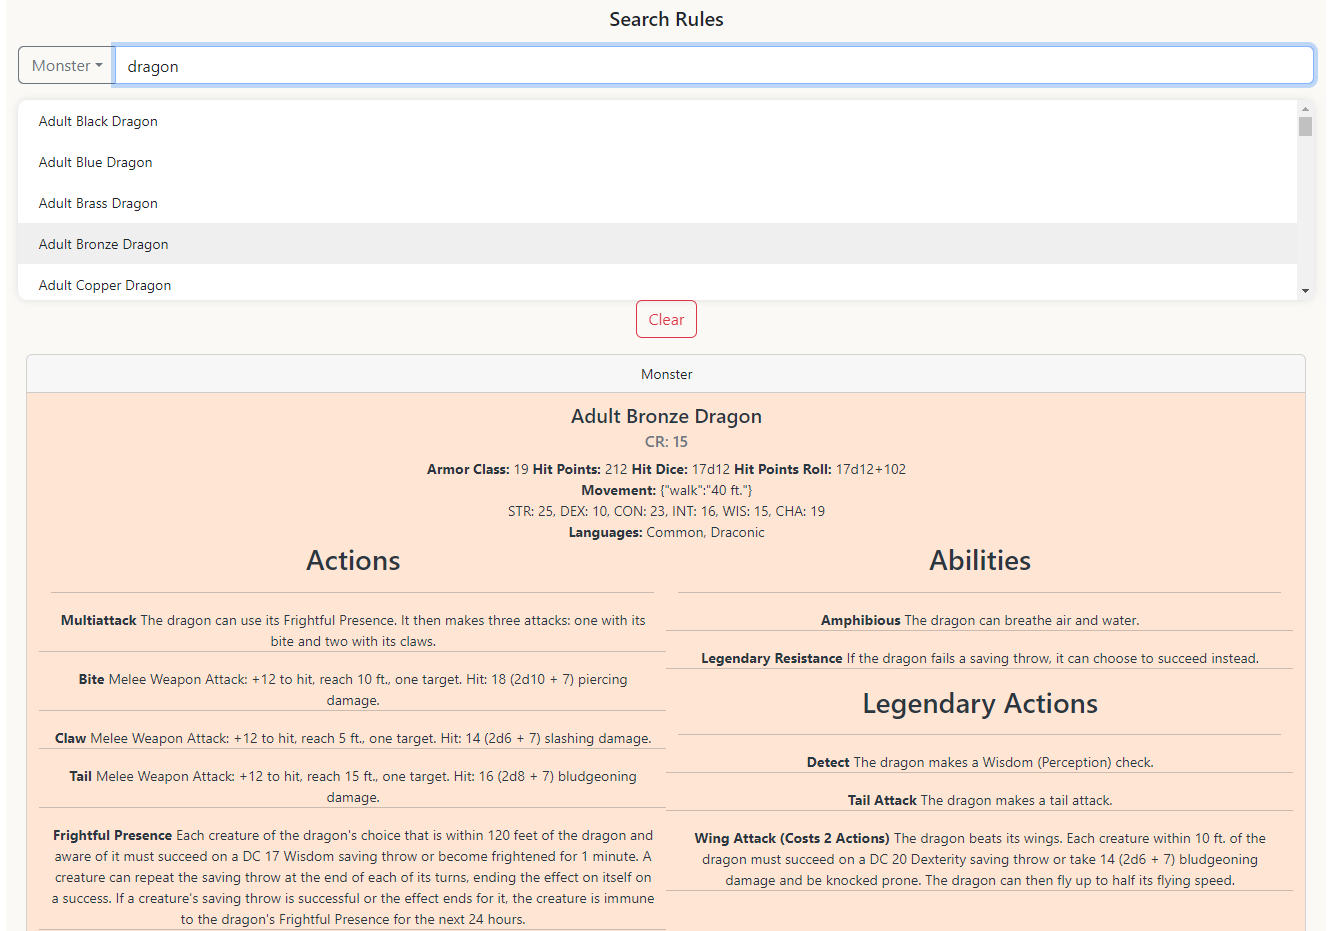 Search Rules
Monster
dragon
Adult Black Dragon
Adult Blue Dragon
Adult Brass Dragon
Adult Bronze Dragon
Adult Copper Dragon
Clear
Monster
Adult Bronze Dragon
CR: 15
Armor Class: 19 Hit Points: 212 Hit Dice: 17d12 Hit Points Roll: 17d12+102
Movement: {"walk":"40 ft."}
STR: 25, DEX: 10, CON: 23, INT: 16, WIS: 15, CHA: 19
Languages: Common, Draconic
Actions
Multiattack The dragon can use its Frightful Presence. It then makes three attacks: one with its
bite and two with its claws.
Bite Melee Weapon Attack: +12 to hit, reach 10 ft., one target. Hit: 18 (2d10 + 7) piercing
damage.
Claw Melee Weapon Attack: +12 to hit, reach 5 ft., one target. Hit: 14 (2d6 + 7) slashing damage.
Tail Melee Weapon Attack: +12 to hit, reach 15 ft., one target. Hit: 16 (2d8 + 7) bludgeoning
damage.
Frightful Presence Each creature of the dragon's choice that is within 120 feet of the dragon and
aware of it must succeed on a DC 17 Wisdom saving throw or become frightened for 1 minute. A
creature can repeat the saving throw at the end of each of its turns, ending the effect on itself on
a success. If a creature's saving throw is successful or the effect ends for it, the creature is immune
to the dragon's Frightful Presence for the next 24 hours.
Abilities
Amphibious The dragon can breathe air and water.
Legendary Resistance If the dragon fails a saving throw, it can choose to succeed instead.
Legendary Actions
Detect The dragon makes a Wisdom (Perception) check.
Tail Attack The dragon makes a tail attack.
Wing Attack (Costs 2 Actions) The dragon beats its wings. Each creature within 10 ft. of the
dragon must succeed on a DC 20 Dexterity saving throw or take 14 (2d6 + 7) bludgeoning
damage and be knocked prone. The dragon can then fly up to half its flying speed.